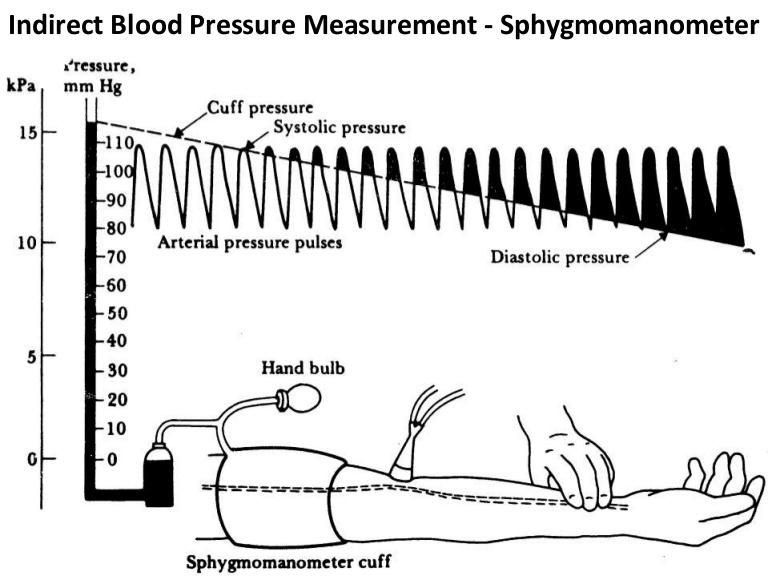 Indirect Blood Pressure Measurement - Sphygmomanometer
kPa
Pressure,
mm Hg
Cuff pressure
Systolic pressure
15
110
100
90
80
Arterial pressure pulses
10
70
Diastolic pressure
60
50
40
5
30
Hand bulb
20
10
0
0
Sphygmomanometer cuff